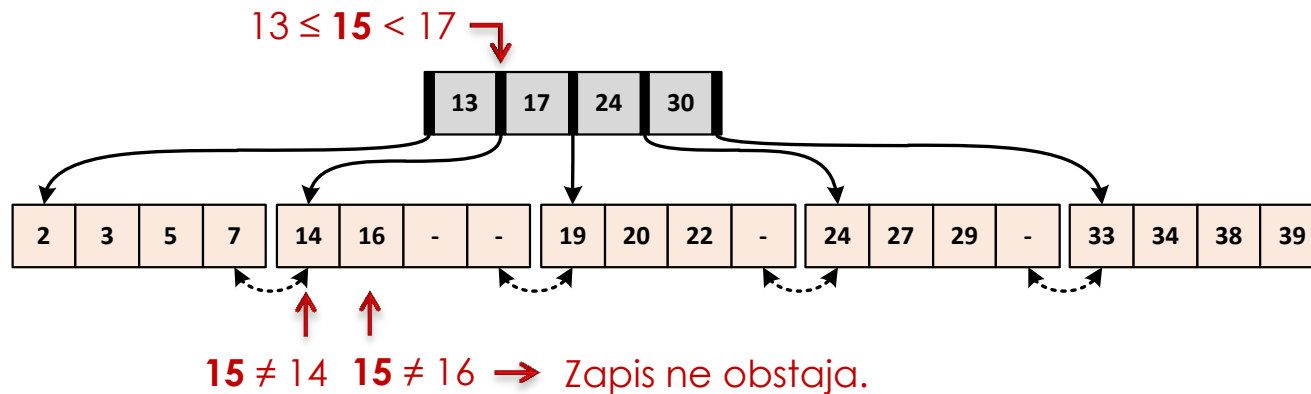 13 ≤ 15 < 17
13 17 24 30
2 3 5 7 14 16 - - 19 20 22 - 24 27 29 - 33 34 38 39
15 ≠ 14 15 ≠ 16 Zapis ne obstaja.